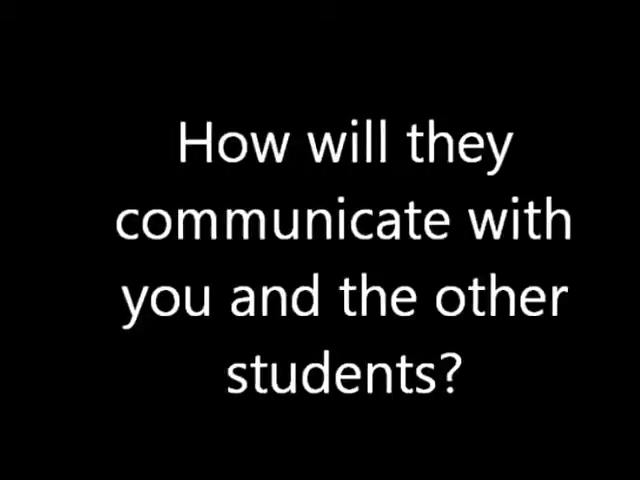 How will they
communicate with
you and the other
students?